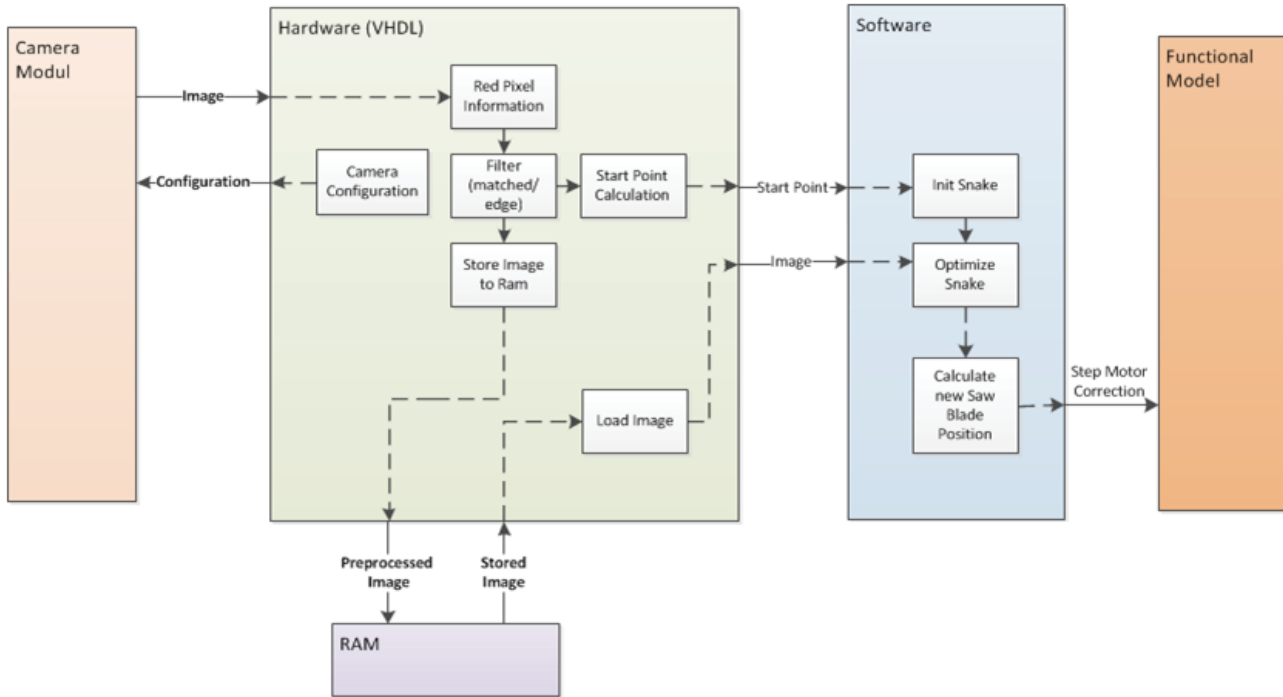 Camera
Modul
Hardware (VHDL)
Software
Functional
Model
Image
Red Pixel
Information
Configuration
Camera
Configuration
Filter
(matched/
edge)
Start Point
Calculation
Start Point
Init Snake
Store Image
to Ram
Image
Optimize
Snake
Load Image
Calculate
new Saw
Blade
Position
Step Motor
Correction
Preprocessed
Image
Stored
Image
RAM